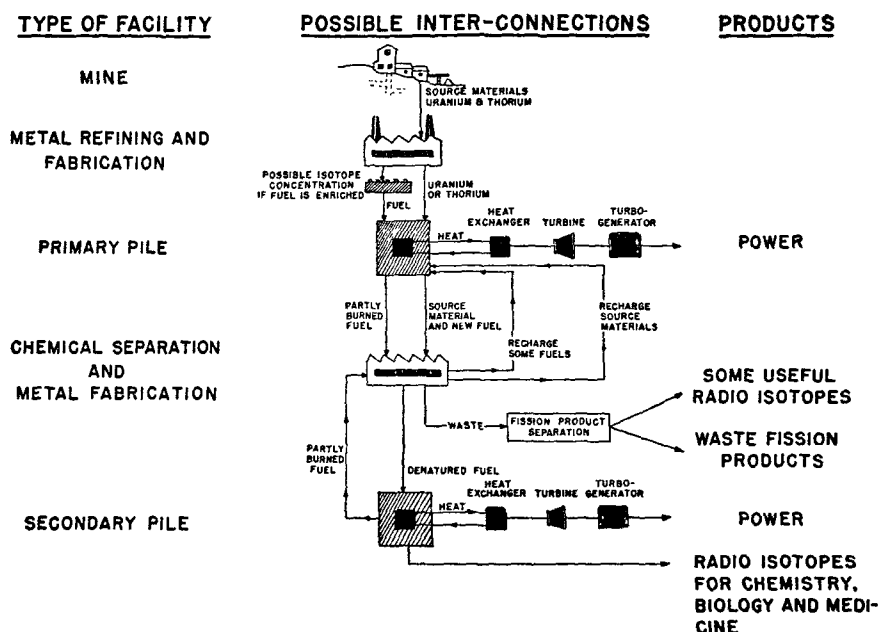 TYPE OF FACILITY
POSSIBLE INTER-CONNECTIONS
PRODUCTS
MINE
SOURCE MATERIALS
URANIUM & THORIUM
METAL REFINING AND
FABRICATION
POSSIBLE ISOTOPE
CONCENTRATION
IF FUEL IS ENRICHED
URANIUM
OR THORIUM
FUEL
PRIMARY PILE
HEAT
HEAT
EXCHANGER
TURBINE
TURBO-
GENERATOR
POWER
PARTLY
BURNED
FUEL
SOURCE
MATERIAL
AND NEW FUEL
RECHARGE
SOME FUELS
RECHARGE
SOURCE
MATERIALS
CHEMICAL SEPARATION
AND
METAL FABRICATION
WASTE
FISSION PRODUCT
SEPARATION
SOME USEFUL
RADIO ISOTOPES
WASTE FISSION
PRODUCTS
PARTLY
BURNED
FUEL
DENATURED FUEL
SECONDARY PILE
HEAT
HEAT
EXCHANGER
TURBINE
TURBO-
GENERATOR
POWER
RADIO ISOTOPES
FOR CHEMISTRY,
BIOLOGY AND MEDI-
CINE